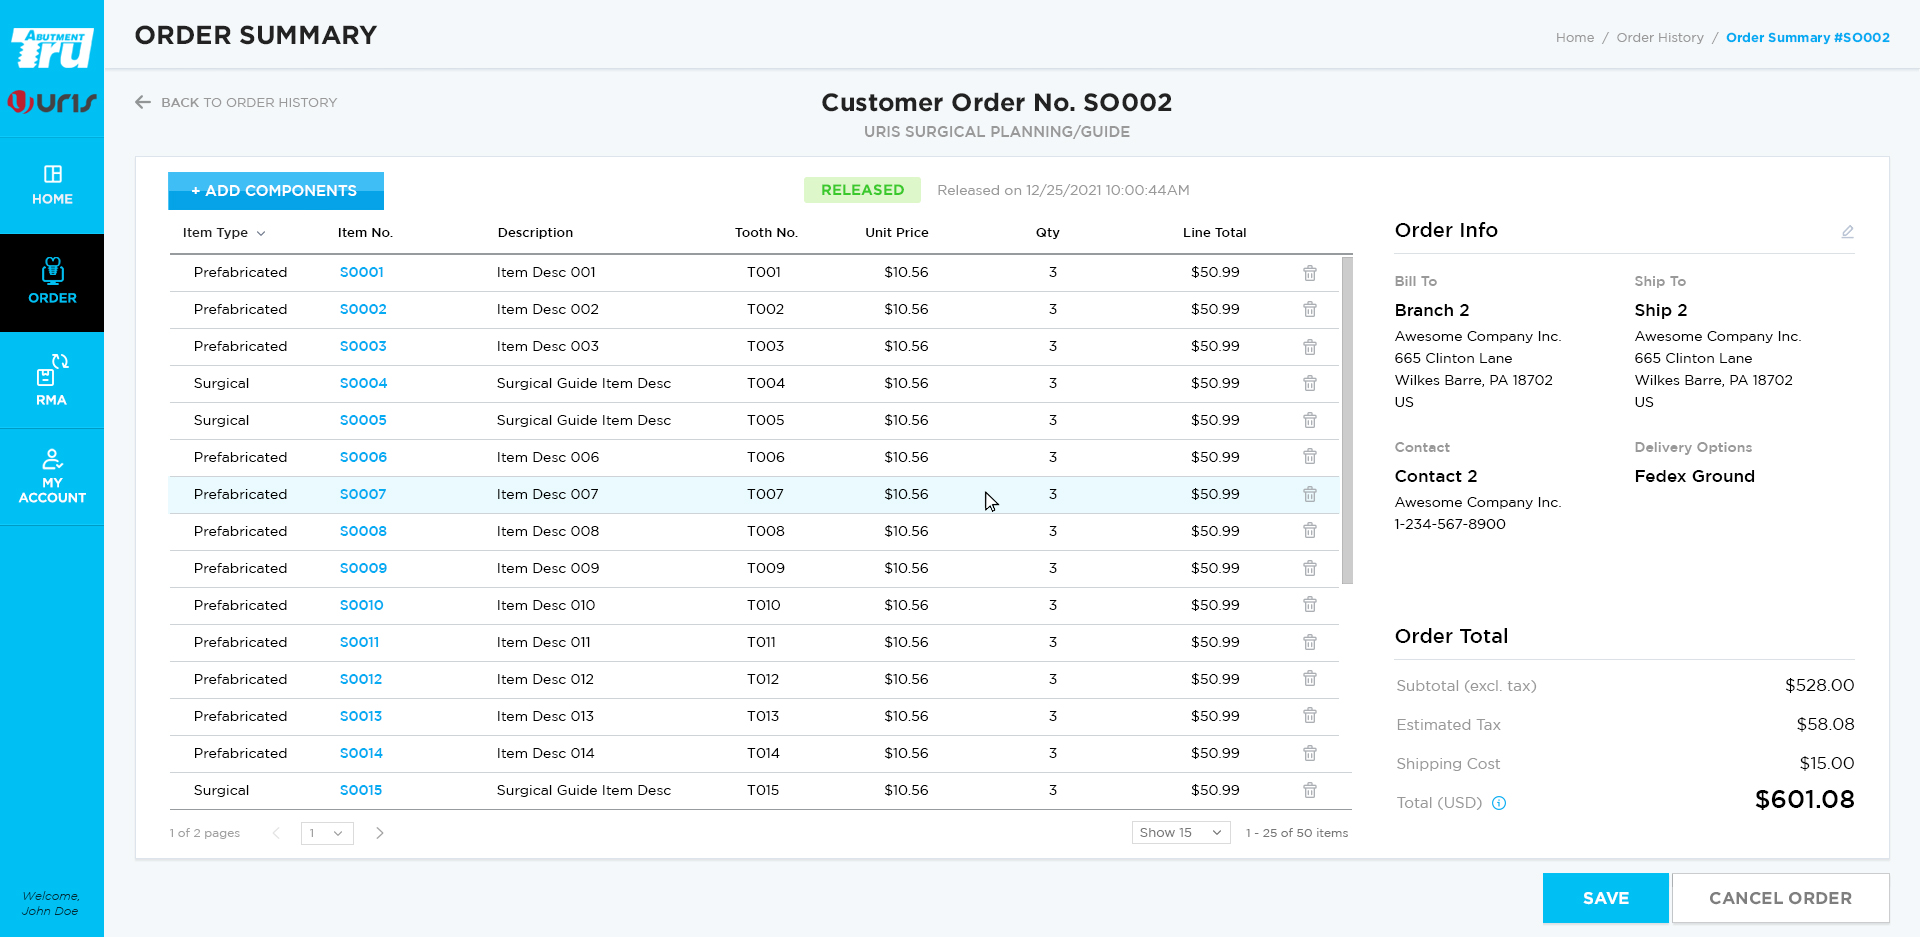 ABUTMENT
Tru
uris
HOME
ORDER
RMA
MY
ACCOUNT
Welcome,
John Doe
ORDER SUMMARY
Home / Order History / Order Summary #SO002
BACK TO ORDER HISTORY
Customer Order No. SO002
URIS SURGICAL PLANNING/GUIDE
+ ADD COMPONENTS
RELEASED Released on 12/25/2021 10:00:44AM
Item Type Item No. Description Tooth No. Unit Price Qty Line Total
Prefabricated S0001 Item Desc 001 T001 $10.56 3 $50.99
Prefabricated S0002 Item Desc 002 T002 $10.56 3 $50.99
Prefabricated S0003 Item Desc 003 T003 $10.56 3 $50.99
Surgical S0004 Surgical Guide Item Desc T004 $10.56 3 $50.99
Surgical S0005 Surgical Guide Item Desc T005 $10.56 3 $50.99
Prefabricated S0006 Item Desc 006 T006 $10.56 3 $50.99
Prefabricated S0007 Item Desc 007 T007 $10.56 3 $50.99
Prefabricated S0008 Item Desc 008 T008 $10.56 3 $50.99
Prefabricated S0009 Item Desc 009 T009 $10.56 3 $50.99
Prefabricated S0010 Item Desc 010 T010 $10.56 3 $50.99
Prefabricated S0011 Item Desc 011 T011 $10.56 3 $50.99
Prefabricated S0012 Item Desc 012 T012 $10.56 3 $50.99
Prefabricated S0013 Item Desc 013 T013 $10.56 3 $50.99
Prefabricated S0014 Item Desc 014 T014 $10.56 3 $50.99
Surgical S0015 Surgical Guide Item Desc T015 $10.56 3 $50.99
1 of 2 pages 1 Show 15 1 - 25 of 50 items
Order Info
Bill To
Branch 2
Awesome Company Inc.
665 Clinton Lane
Wilkes Barre, PA 18702
US
Ship To
Ship 2
Awesome Company Inc.
665 Clinton Lane
Wilkes Barre, PA 18702
US
Contact
Contact 2
Awesome Company Inc.
1-234-567-8900
Delivery Options
Fedex Ground
Order Total
Subtotal (excl. tax) $528.00
Estimated Tax $58.08
Shipping Cost $15.00
Total (USD) $601.08
SAVE CANCEL ORDER